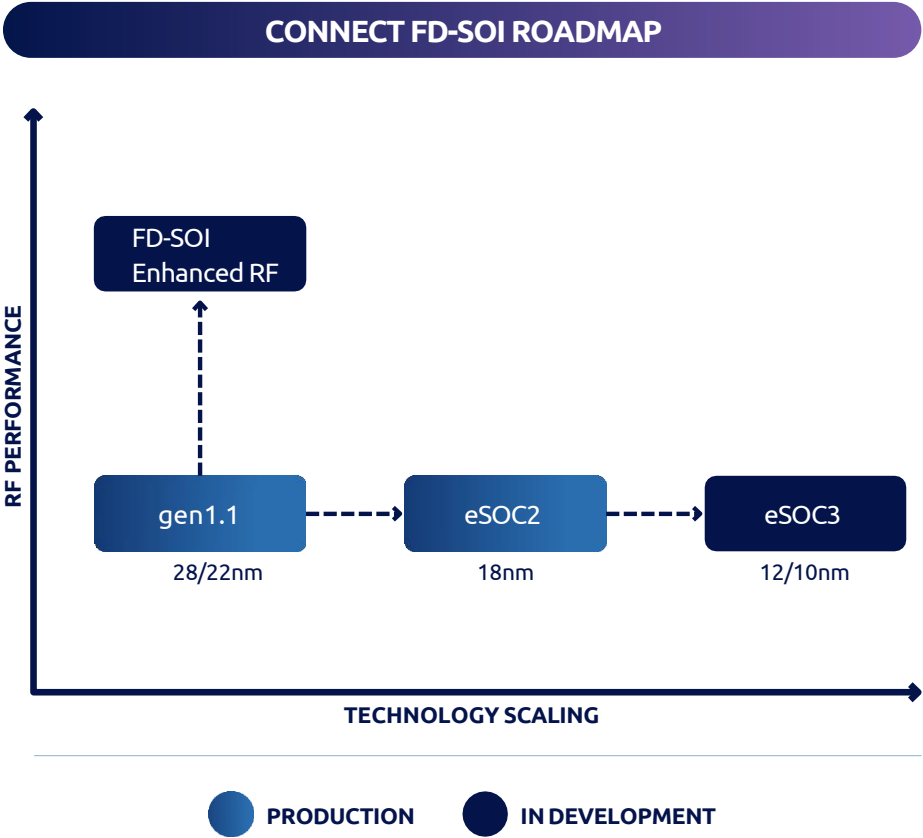 CONNECT FD-SOI ROADMAP
RF PERFORMANCE
FD-SOI
Enhanced RF
gen1.1
eSOC2
eSOC3
28/22nm
18nm
12/10nm
TECHNOLOGY SCALING
PRODUCTION
IN DEVELOPMENT